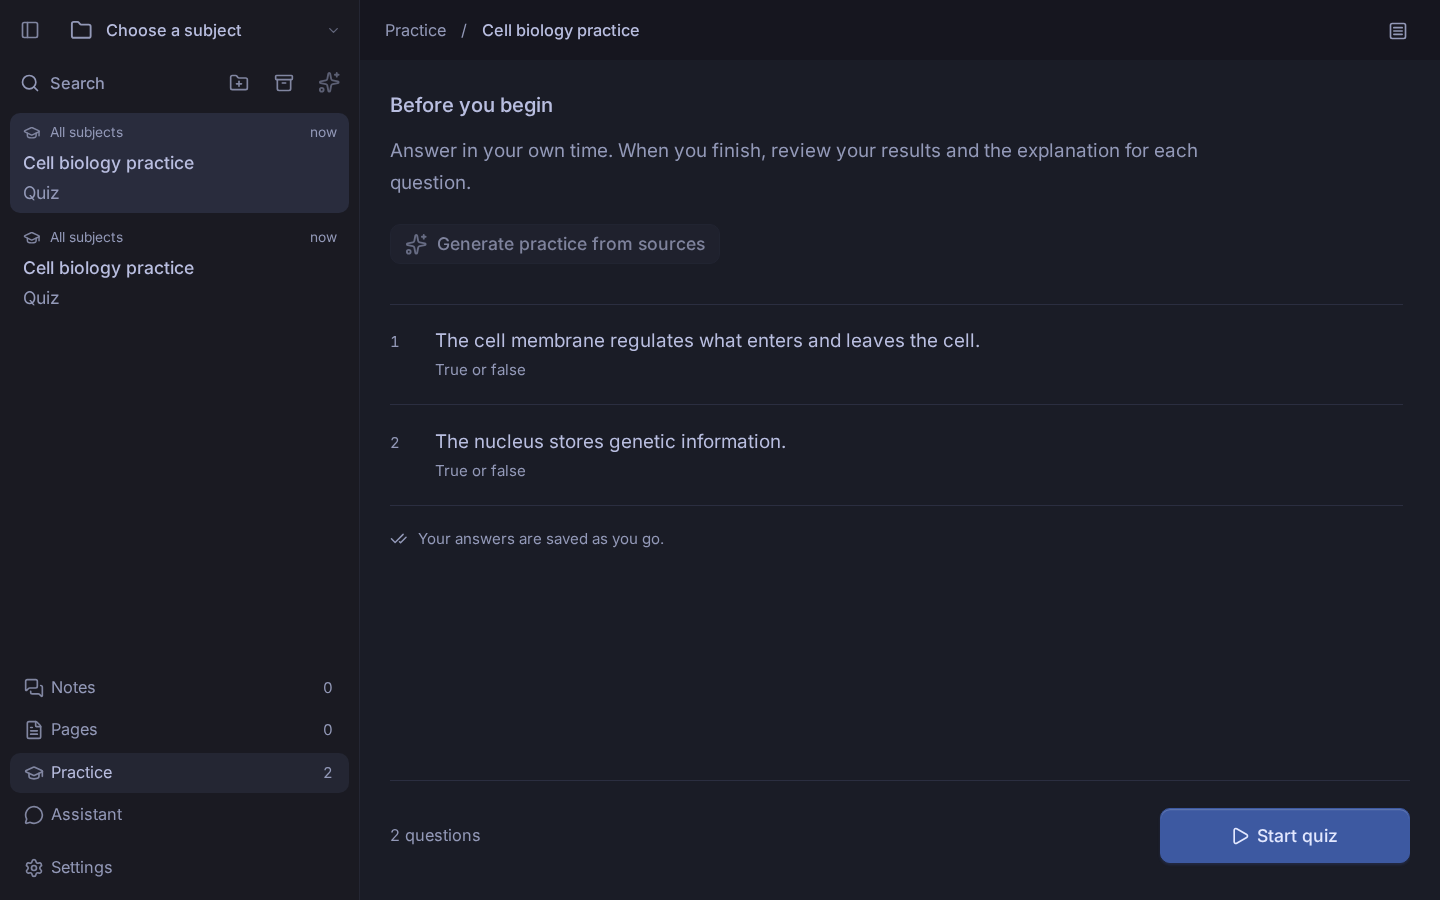 Choose a subject
Search
All subjects now
Cell biology practice
Quiz
All subjects now
Cell biology practice
Quiz
Notes 0
Pages 0
Practice 2
Assistant
Settings
Practice / Cell biology practice
Before you begin
Answer in your own time. When you finish, review your results and the explanation for each
question.
Generate practice from sources
1 The cell membrane regulates what enters and leaves the cell.
True or false
2 The nucleus stores genetic information.
True or false
Your answers are saved as you go.
2 questions
Start quiz